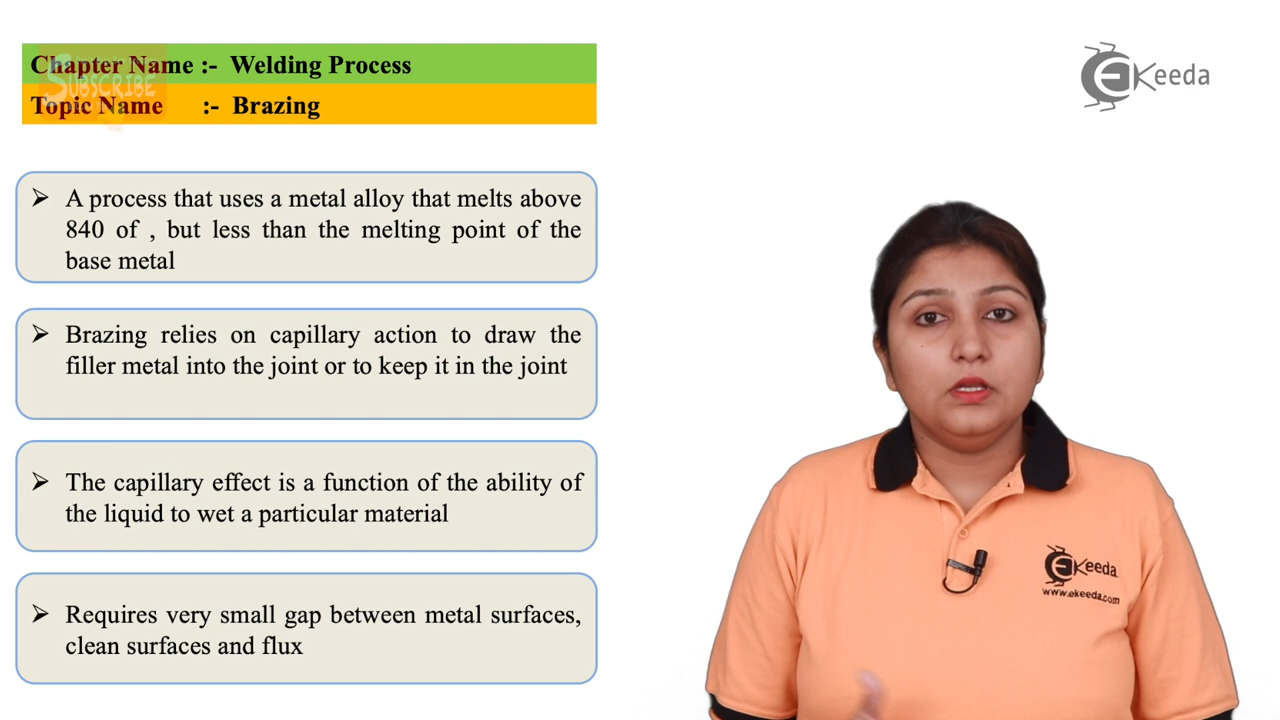 Chapter Name :- Welding Process
SUBSCRIBE
Topic Name :- Brazing
EKeeda
➤ A process that uses a metal alloy that melts above
840 of , but less than the melting point of the
base metal
➤ Brazing relies on capillary action to draw the
filler metal into the joint or to keep it in the joint
➤ The capillary effect is a function of the ability of
the liquid to wet a particular material
➤ Requires very small gap between metal surfaces,
clean surfaces and flux
EKeeda
www.ekeeda.com